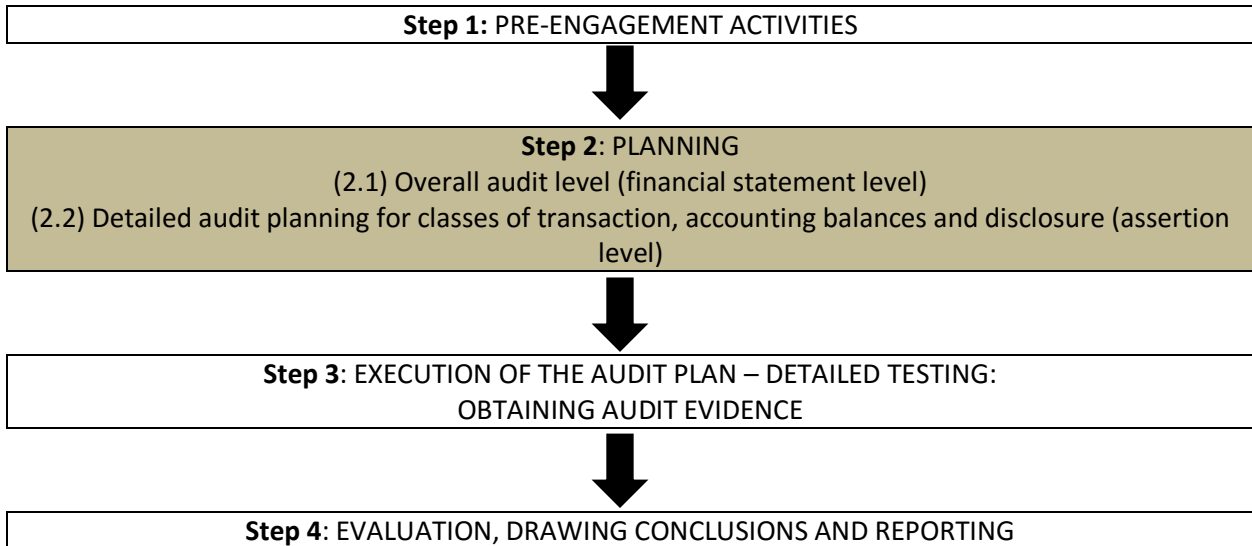 Step 1: PRE-ENGAGEMENT ACTIVITIES
Step 2: PLANNING
(2.1) Overall audit level (financial statement level)
(2.2) Detailed audit planning for classes of transaction, accounting balances and disclosure (assertion
level)
Step 3: EXECUTION OF THE AUDIT PLAN – DETAILED TESTING:
OBTAINING AUDIT EVIDENCE
Step 4: EVALUATION, DRAWING CONCLUSIONS AND REPORTING